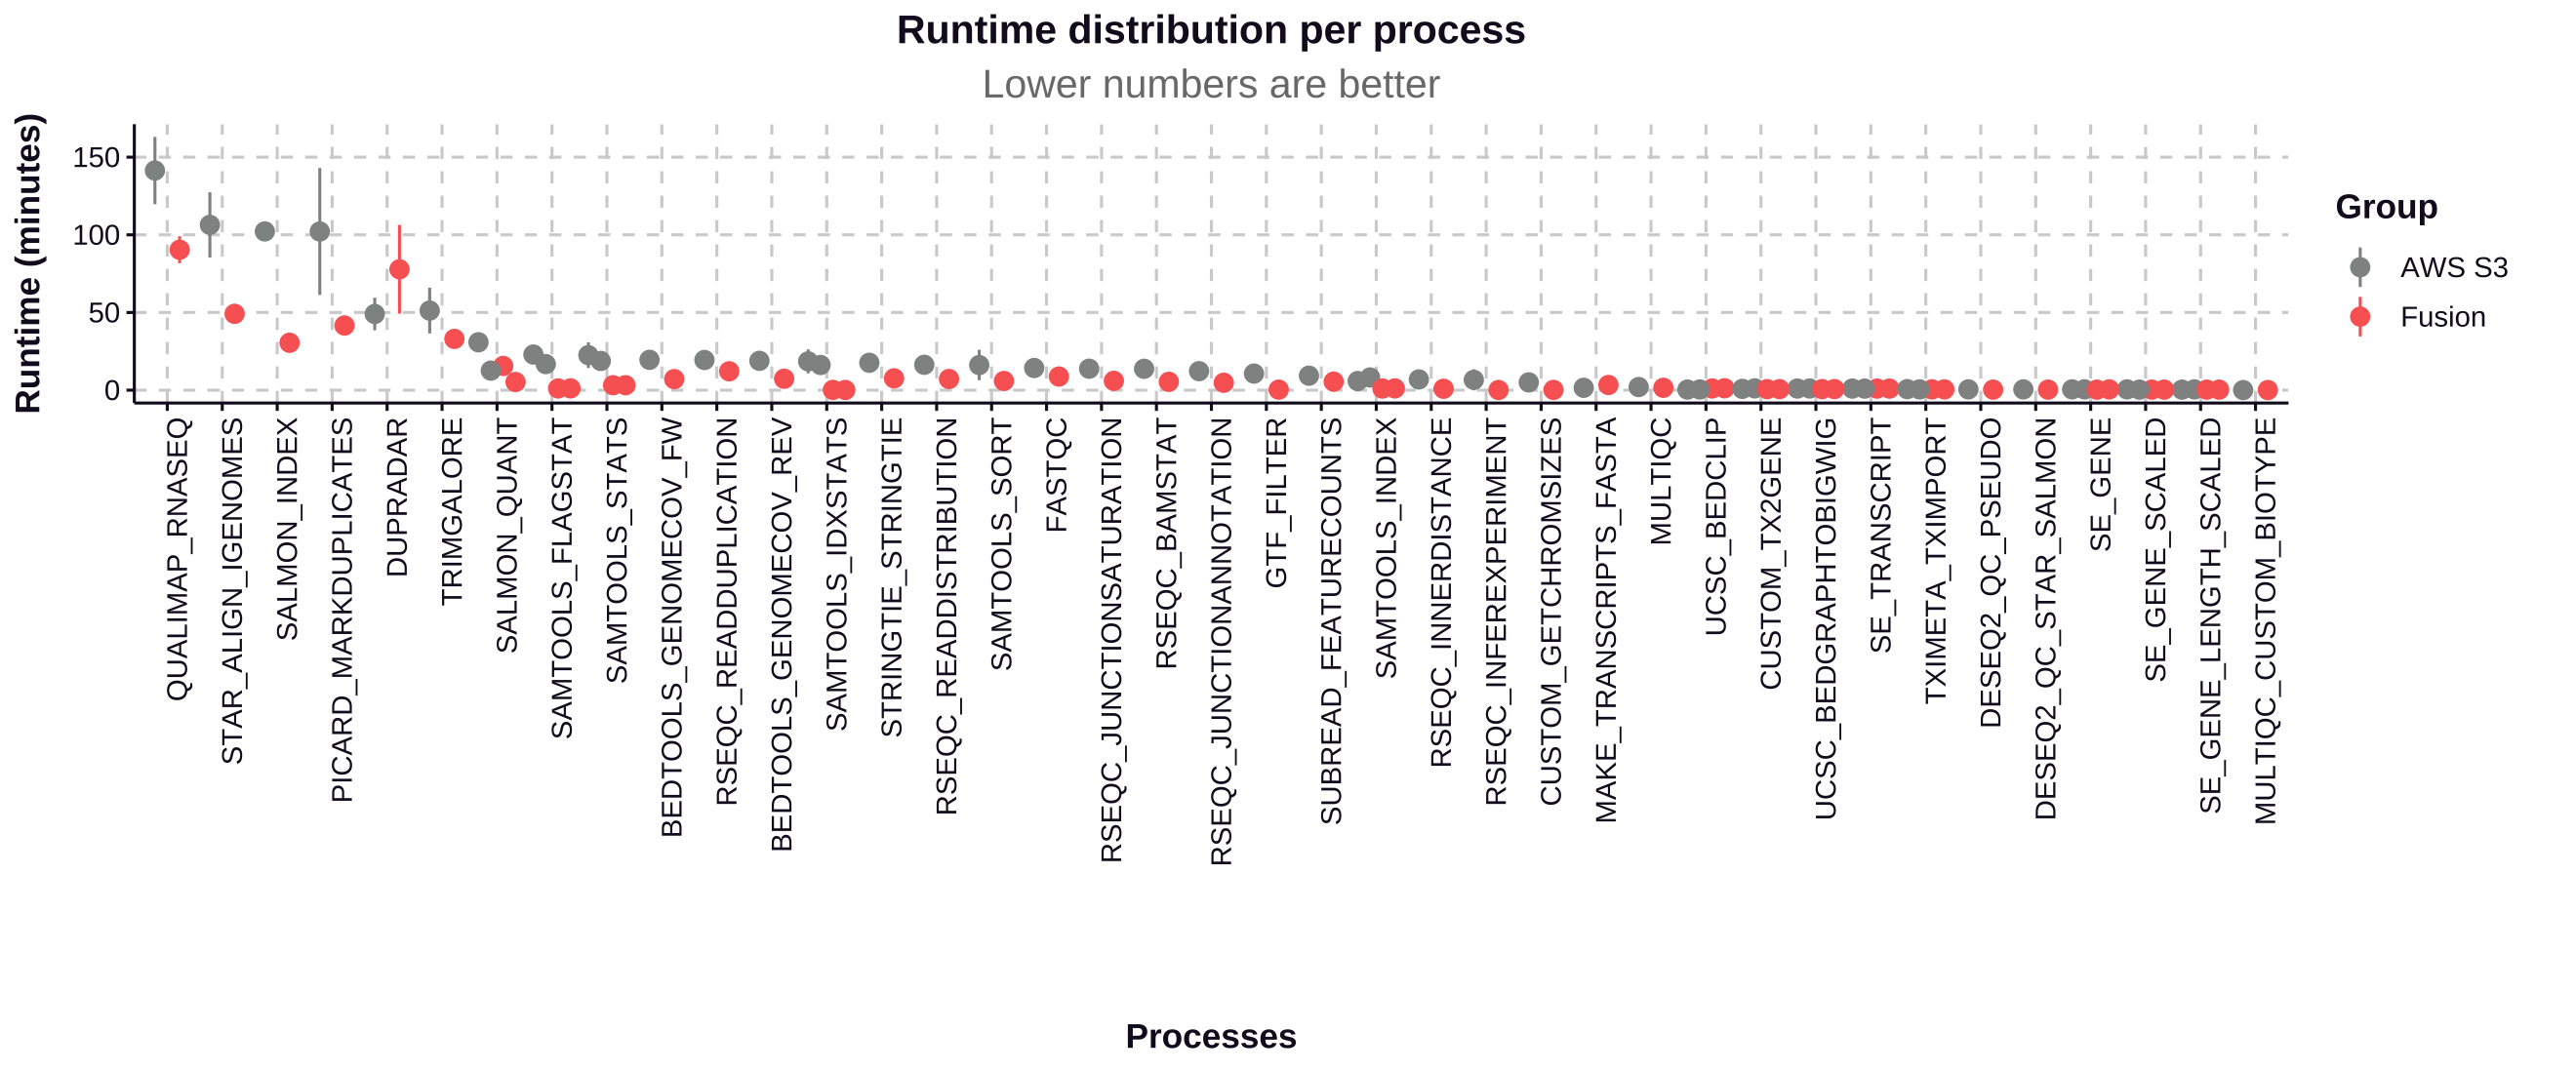 Runtime distribution per process
Lower numbers are better
Runtime (minutes)
150
100
50
0
QUALIMAP_RNASEQ
STAR_ALIGN_IGENOMES
SALMON_INDEX
PICARD_MARKDUPLICATES
DUPRADAR
TRIMGALORE
SALMON_QUANT
SAMTOOLS_FLAGSTAT
SAMTOOLS_STATS
BEDTOOLS_GENOMECOV_FW
RSEQC_READDUPLICATION
BEDTOOLS_GENOMECOV_REV
SAMTOOLS_IDXSTATS
STRINGTIE_STRINGTIE
RSEQC_READDISTRIBUTION
SAMTOOLS_SORT
FASTQC
RSEQC_JUNCTIONSATURATION
RSEQC_BAMSTAT
RSEQC_JUNCTIONANNOTATION
GTF_FILTER
SUBREAD_FEATURECOUNTS
SAMTOOLS_INDEX
RSEQC_INNERDISTANCE
RSEQC_INFEREXPERIMENT
CUSTOM_GETCHROMSIZES
MAKE_TRANSCRIPTS_FASTA
MULTIQC
UCSC_BEDCLIP
CUSTOM_TX2GENE
UCSC_BEDGRAPHTOBIGWIG
SE_TRANSCRIPT
TXIMETA_TXIMPORT
DESEQ2_QC_PSEUDO
DESEQ2_QC_STAR_SALMON
SE_GENE
SE_GENE_SCALED
SE_GENE_LENGTH_SCALED
MULTIQC_CUSTOM_BIOTYPE
Processes
Group
AWS S3
Fusion